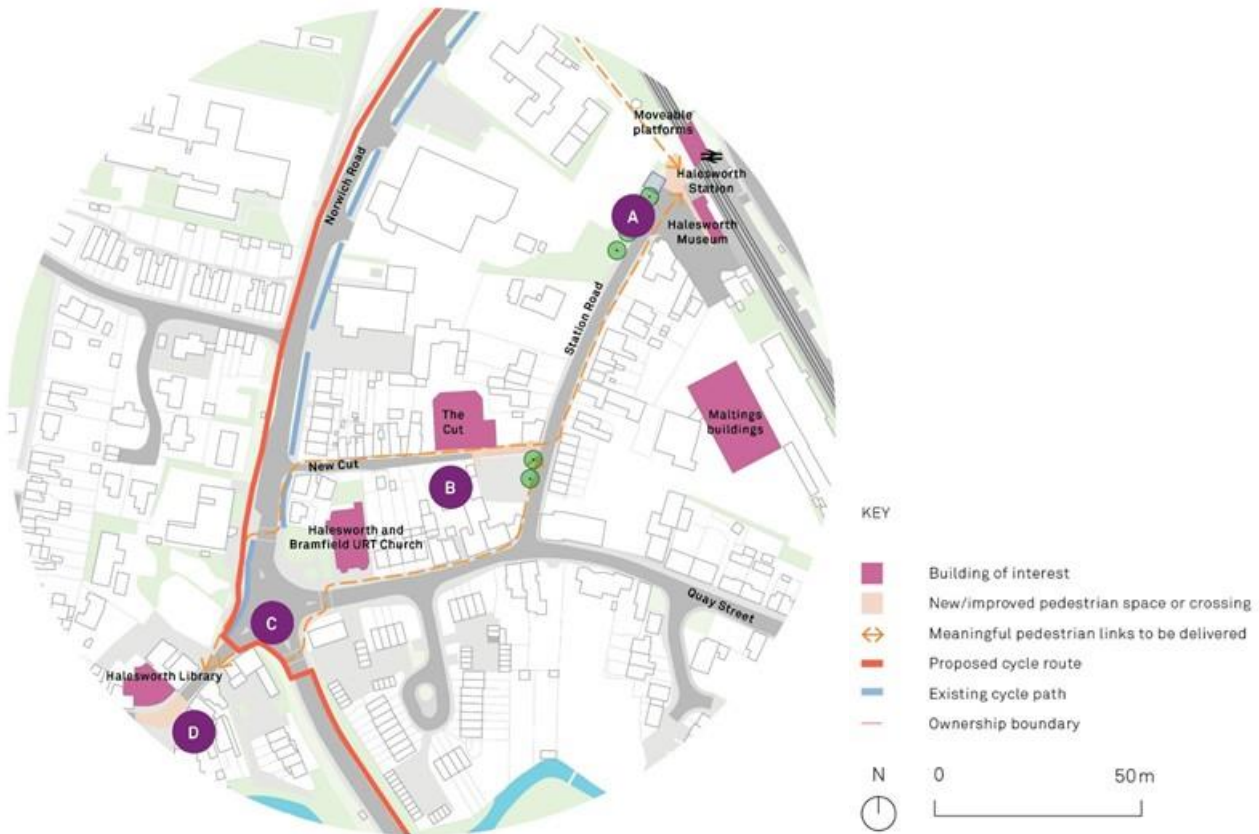 Moveable
platforms
Halesworth
Station
A
Halesworth
Museum
Norwich Road
Station Road
The
Cut
Maltings
buildings
New Cut
B
Halesworth and
Bramfield URT Church
Quay Street
C
Halesworth Library
D
KEY
Building of interest
New/improved pedestrian space or crossing
Meaningful pedestrian links to be delivered
Proposed cycle route
Existing cycle path
Ownership boundary
N
0 50m